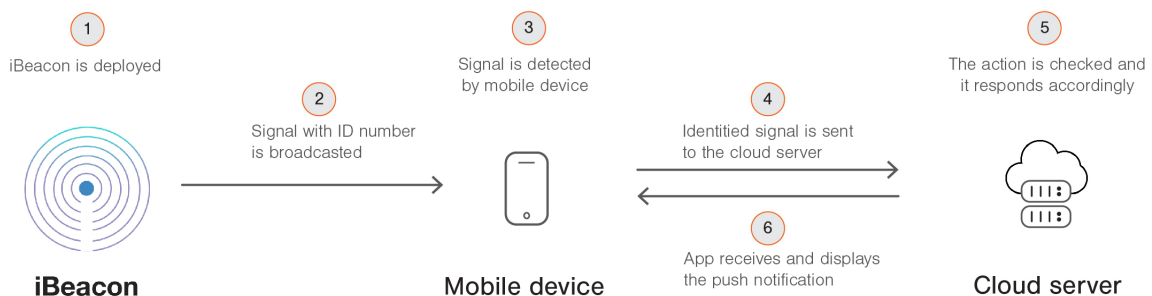 1
iBeacon is deployed
2
Signal with ID number
is broadcasted
3
Signal is detected
by mobile device
4
Identitied signal is sent
to the cloud server
5
The action is checked and
it responds accordingly
6
App receives and displays
the push notification
iBeacon
Mobile device
Cloud server